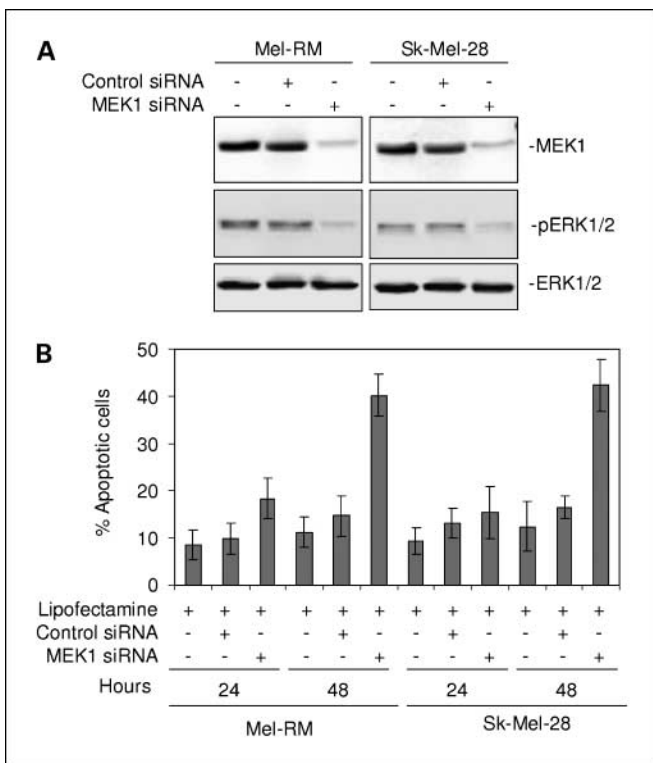 A
Mel-RM Sk-Mel-28
Control siRNA - + - - + -
MEK1 siRNA - - + - - +
-MEK1
-pERK1/2
-ERK1/2
B
50
40
30
20
10
0
% Apoptotic cells
Lipofectamine + + + + + + + + + + + +
Control siRNA - + - - + - - + - - + -
MEK1 siRNA - - + - - + - - + - - +
Hours 24 48 24 48
Mel-RM Sk-Mel-28